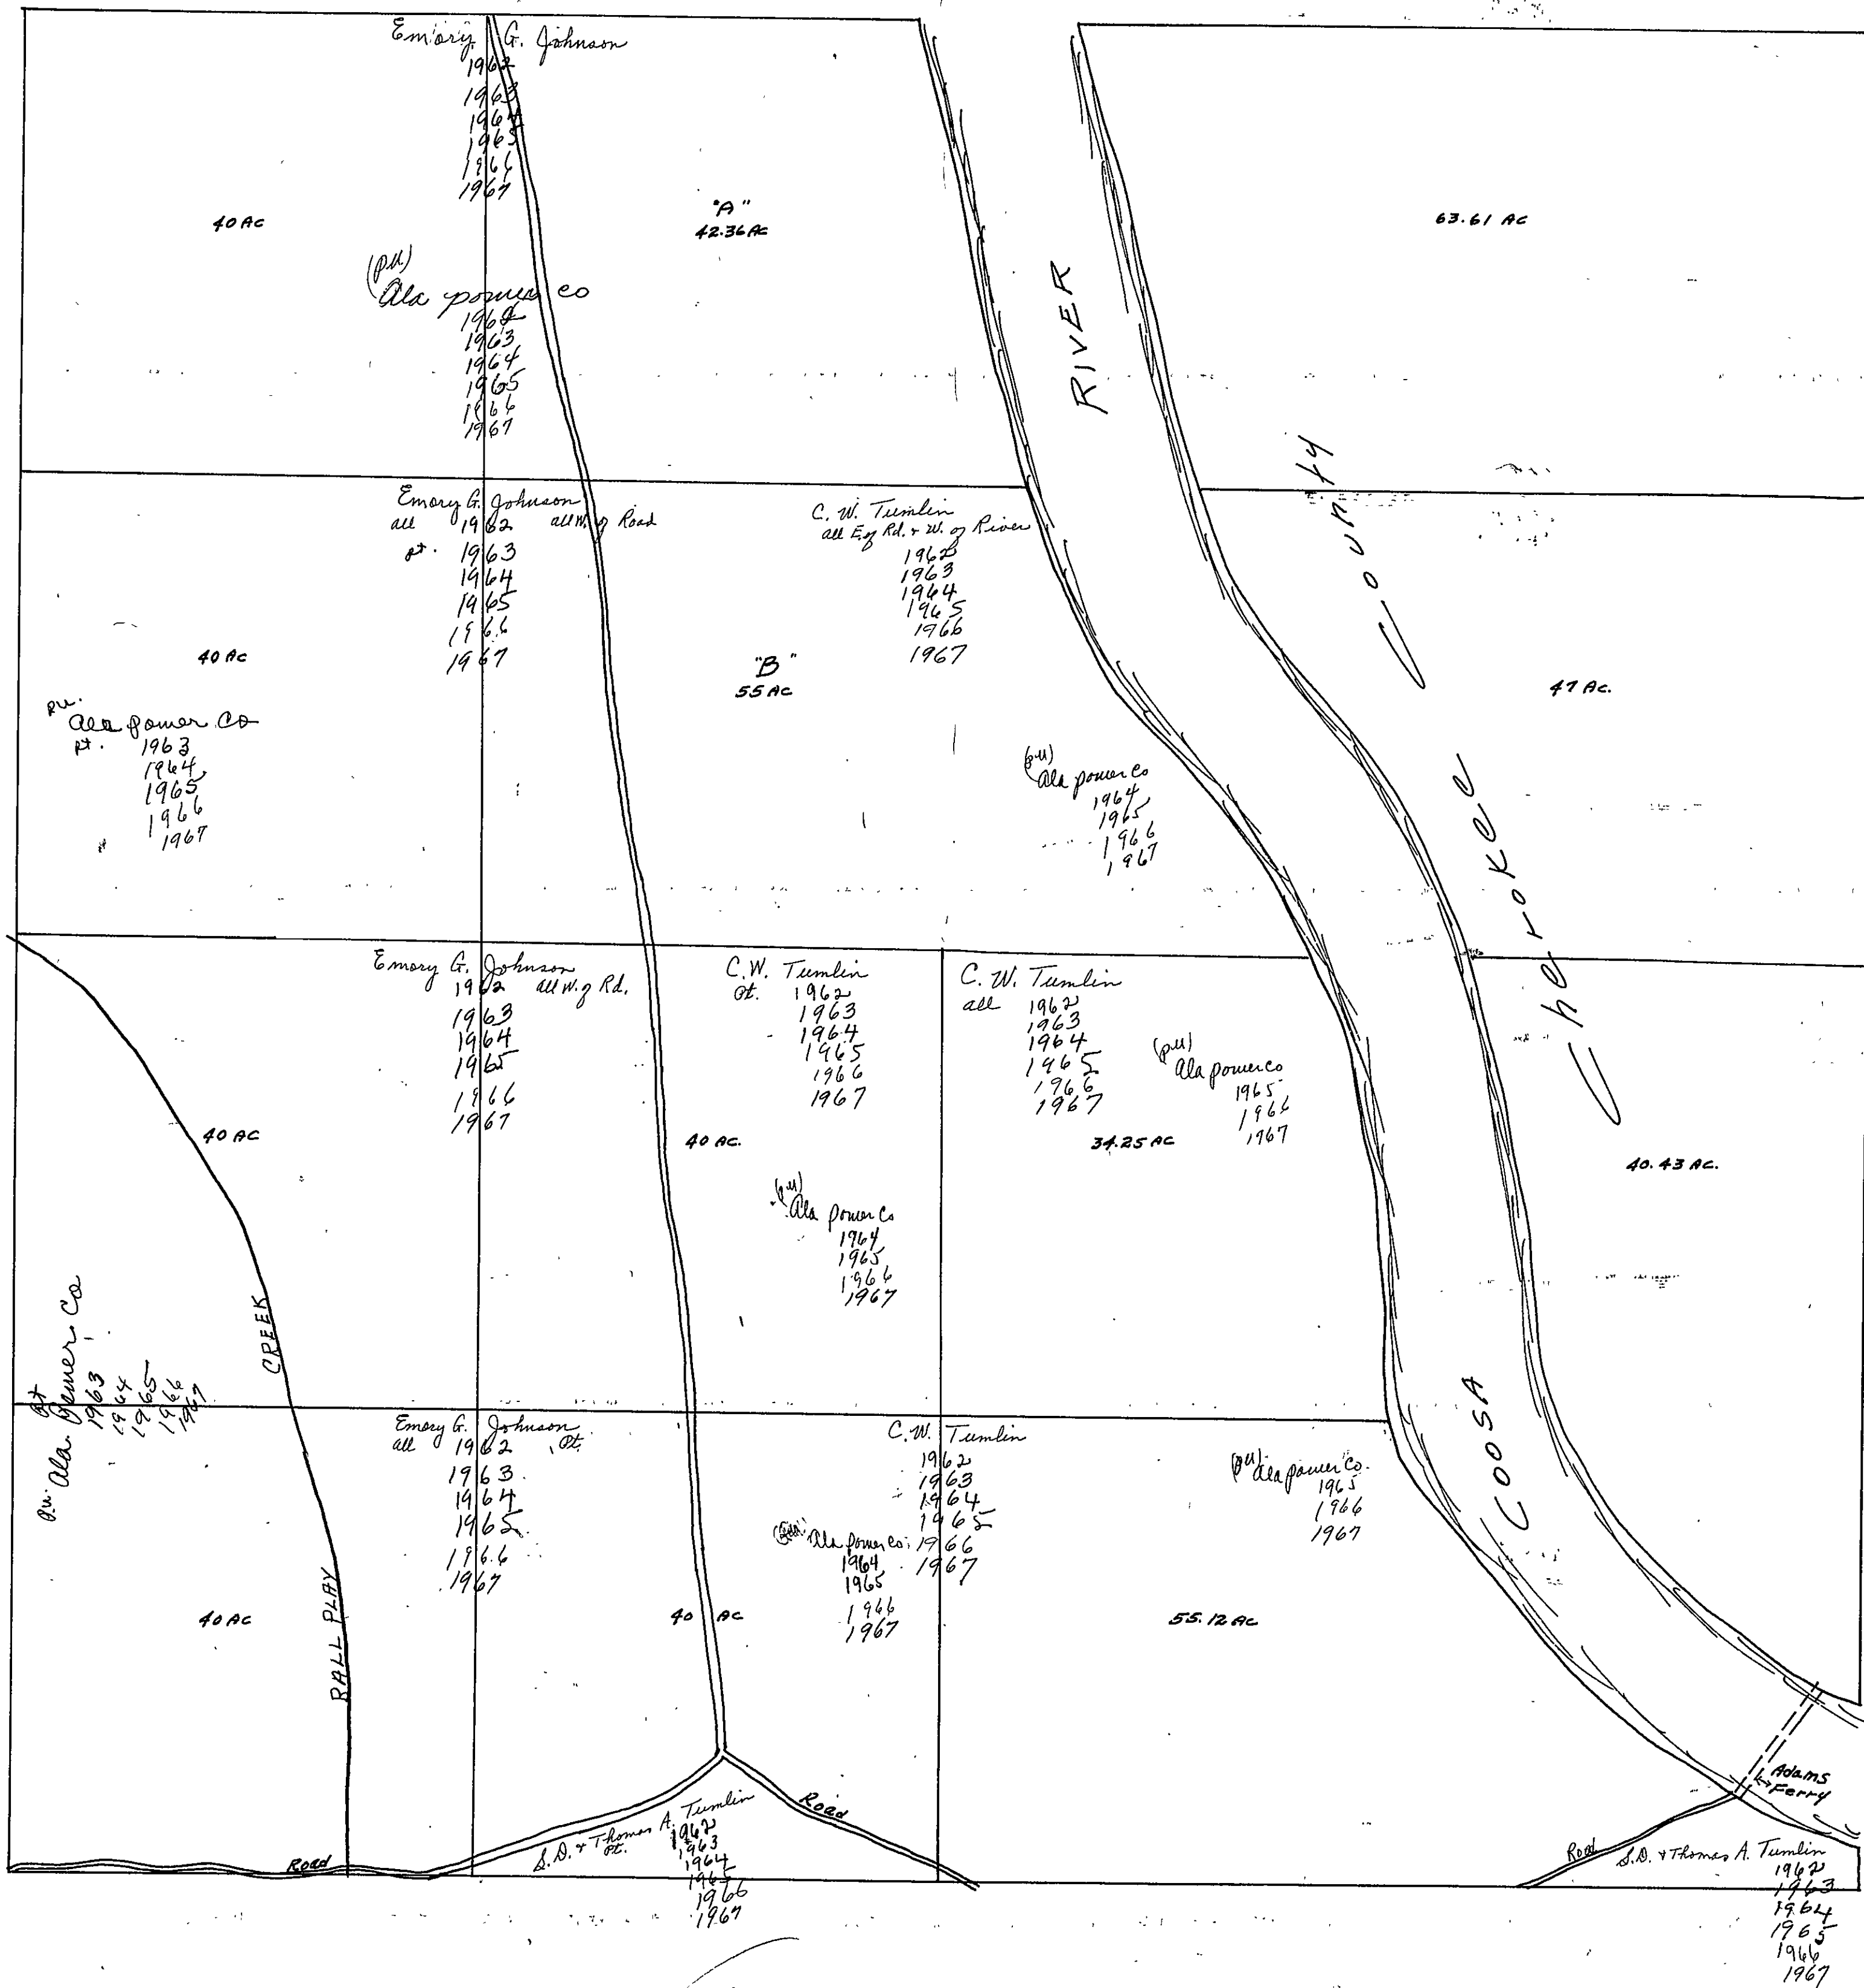 Emory G. Johnson
1962
1963
1964
1965
1966
1967
40 AC
"A"
42.36 AC
63.61 AC
(pu)
Ala power co
1962
1963
1964
1965
1966
1967
RIVER
Emory G. Johnson
all 1962 all W. of Road
pt. 1963
1964
1965
1966
1967
C. W. Tumlin
all E of Rd. & W. of River
1962
1963
1964
1965
1966
1967
County
40 AC
"B"
55 AC
47 AC.
pu.
Ala power Co
pt. 1963
1964
1965
1966
1967
(pu)
Ala power co
1964
1965
1966
1967
Cherokee
Emory G. Johnson
1962 all W. of Rd.
1963
1964
1965
1966
1967
C.W. Tumlin
Pt. 1962
1963
1964
1965
1966
1967
C. W. Tumlin
all 1962
1963
1964
1965
1966
1967
(pu)
Ala power co
1965
1966
1967
40 AC
40 AC.
34.25 AC
40.43 AC.
(pu)
Ala power Co
1964
1965
1966
1967
CREEK
pt
pu. Ala. Power Co
1963
1964
1965
1966
1967
COOSA
Emory G. Johnson
all 1962 Pt.
1963
1964
1965
1966
1967
C.W. Tumlin
1962
1963
1964
1965
1966
1967
Ala power co.
1964
1965
1966
1967
(pu) Ala power Co.
1965
1966
1967
40 AC
BALL PLAY
40 AC
55.12 AC
Adams
Ferry
Road
S.D. & Thomas A. Tumlin
Pt.
1962
1963
1964
1965
1966
1967
Road
Road
S.D. & Thomas A. Tumlin
1962
1963
1964
1965
1966
1967